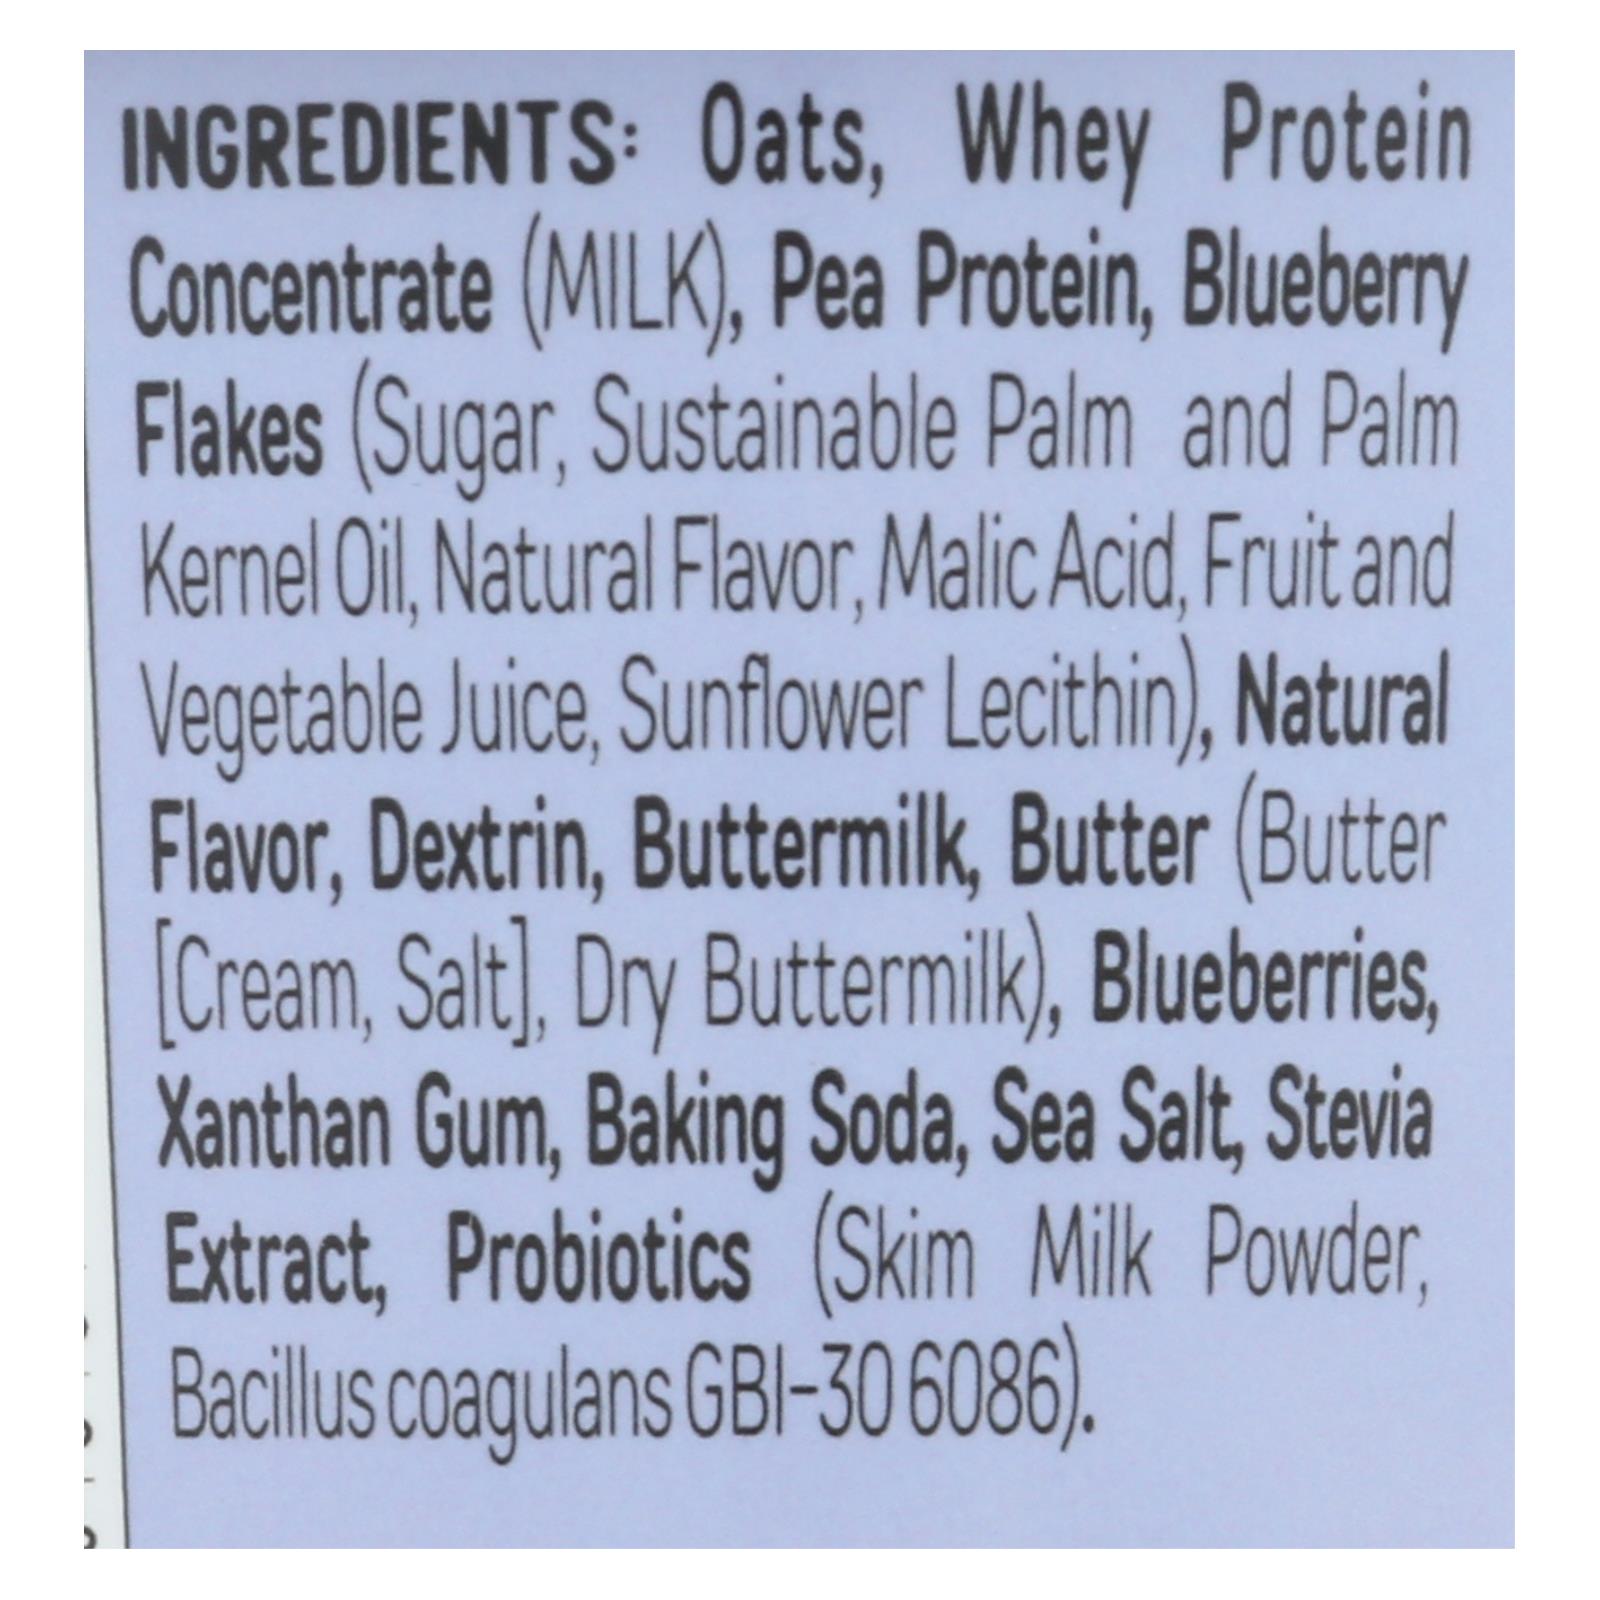 INGREDIENTS: Oats, Whey Protein
Concentrate (MILK), Pea Protein, Blueberry
Flakes (Sugar, Sustainable Palm and Palm
Kernel Oil, Natural Flavor, Malic Acid, Fruit and
Vegetable Juice, Sunflower Lecithin), Natural
Flavor, Dextrin, Buttermilk, Butter (Butter
[Cream, Salt], Dry Buttermilk), Blueberries,
Xanthan Gum, Baking Soda, Sea Salt, Stevia
Extract, Probiotics (Skim Milk Powder,
Bacillus coagulans GBI-30 6086).